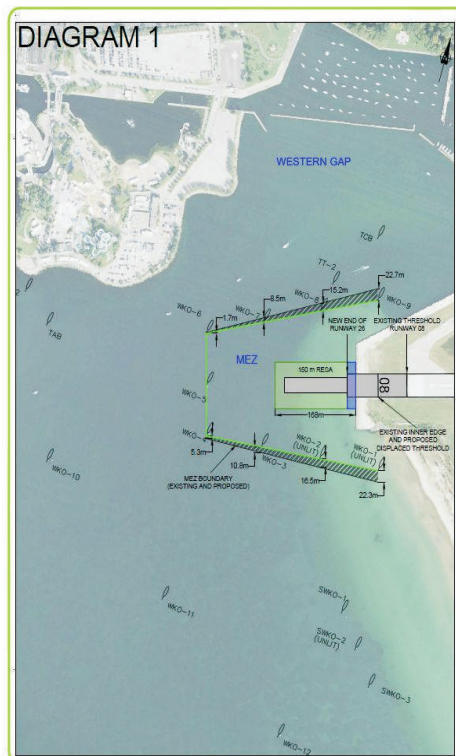 DIAGRAM 1
WESTERN GAP
TCB
TT-2
22.7m
15.2m
WKO-8
WKO-9
8.5m
WKO-7
1.7m
WKO-6
TAB
NEW END OF
RUNWAY 26
EXISTING THRESHOLD
RUNWAY 08
MEZ
150 m RESA
08
WKO-5
168m
EXISTING INNER EDGE
AND PROPOSED
DISPLACED THRESHOLD
WKO-4
5.3m
10.8m
WKO-3
WKO-2
(UNLIT)
16.5m
WKO-1
(UNLIT)
22.3m
MEZ BOUNDARY
(EXISTING AND PROPOSED)
WKO-10
WKO-11
SWKO-1
SWKO-2
(UNLIT)
SWKO-3
WKO-12